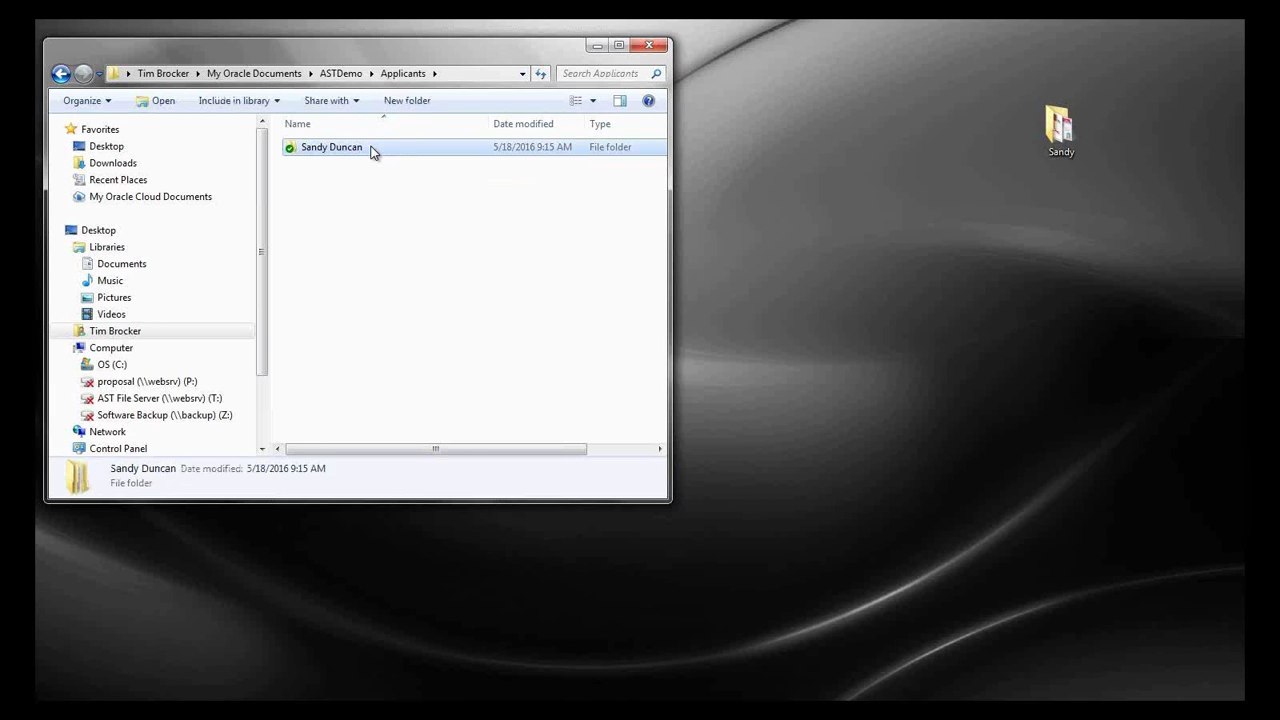 Tim Brocker My Oracle Documents ASTDemo Applicants
Search Applicants
Organize Open Include in library Share with New folder
Name Date modified Type
Sandy Duncan 5/18/2016 9:15 AM File folder
Favorites
Desktop
Downloads
Recent Places
My Oracle Cloud Documents
Desktop
Libraries
Documents
Music
Pictures
Videos
Tim Brocker
Computer
OS (C:)
proposal (\\websrv) (P:)
AST File Server (\\websrv) (T:)
Software Backup (\\backup) (Z:)
Network
Control Panel
Sandy Duncan Date modified: 5/18/2016 9:15 AM
File folder
Sandy